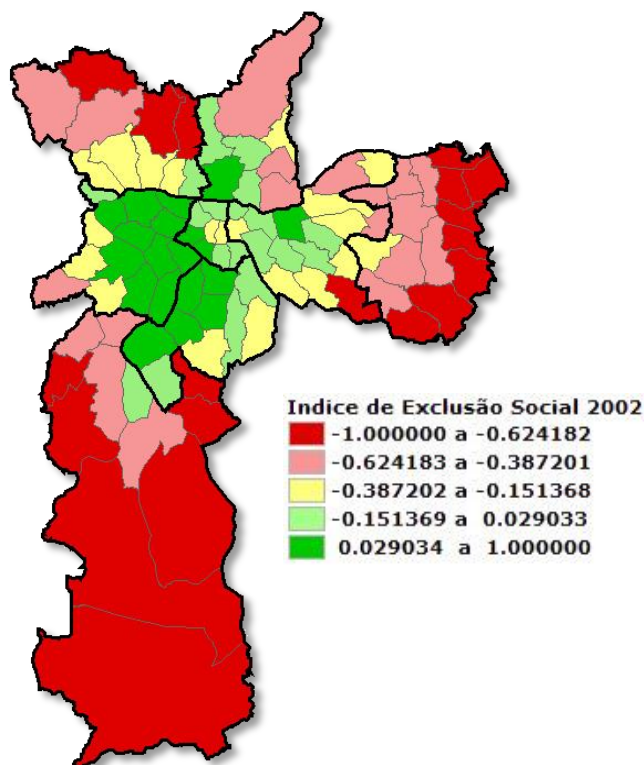 Indice de Exclusão Social 2002
-1.000000 a -0.624182
-0.624183 a -0.387201
-0.387202 a -0.151368
-0.151369 a 0.029033
0.029034 a 1.000000